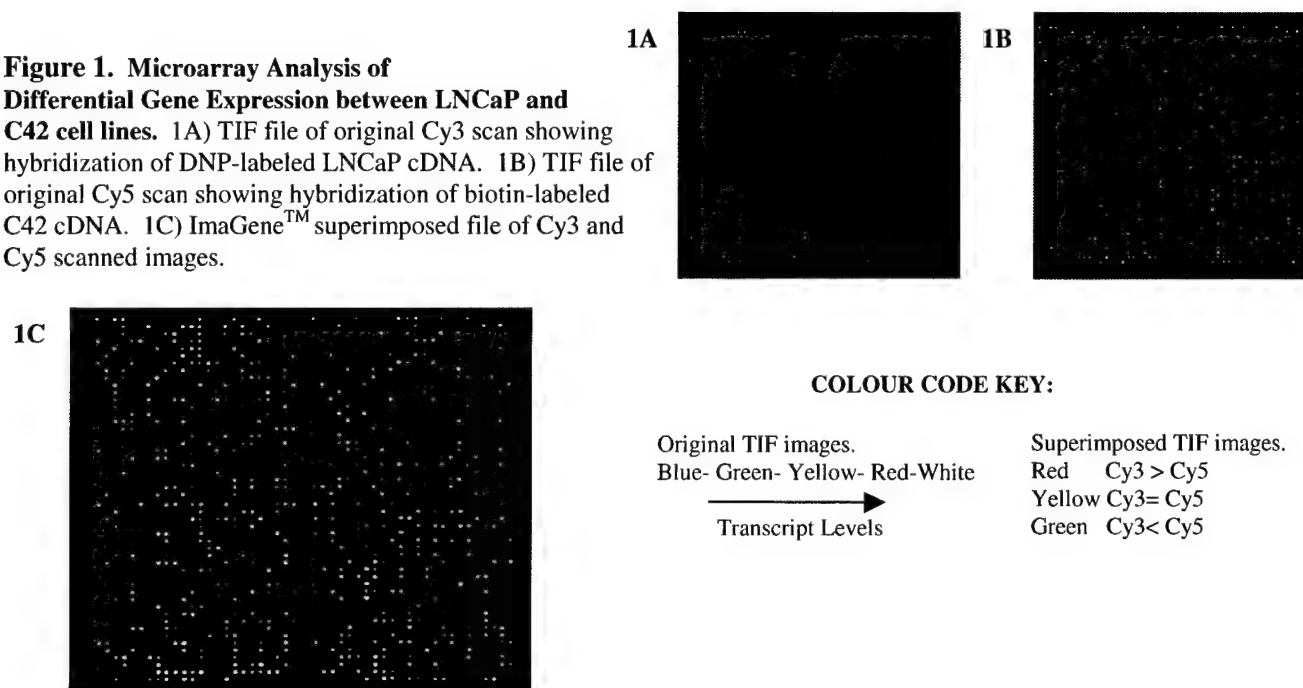 1A
1B
Figure 1. Microarray Analysis of
Differential Gene Expression between LNCaP and
C42 cell lines. 1A) TIF file of original Cy3 scan showing
hybridization of DNP-labeled LNCaP cDNA. 1B) TIF file of
original Cy5 scan showing hybridization of biotin-labeled
C42 cDNA. 1C) ImaGene™ superimposed file of Cy3 and
Cy5 scanned images.
1C
COLOUR CODE KEY:
Original TIF images.
Blue- Green- Yellow- Red-White
Transcript Levels
Superimposed TIF images.
Red Cy3 > Cy5
Yellow Cy3= Cy5
Green Cy3< Cy5